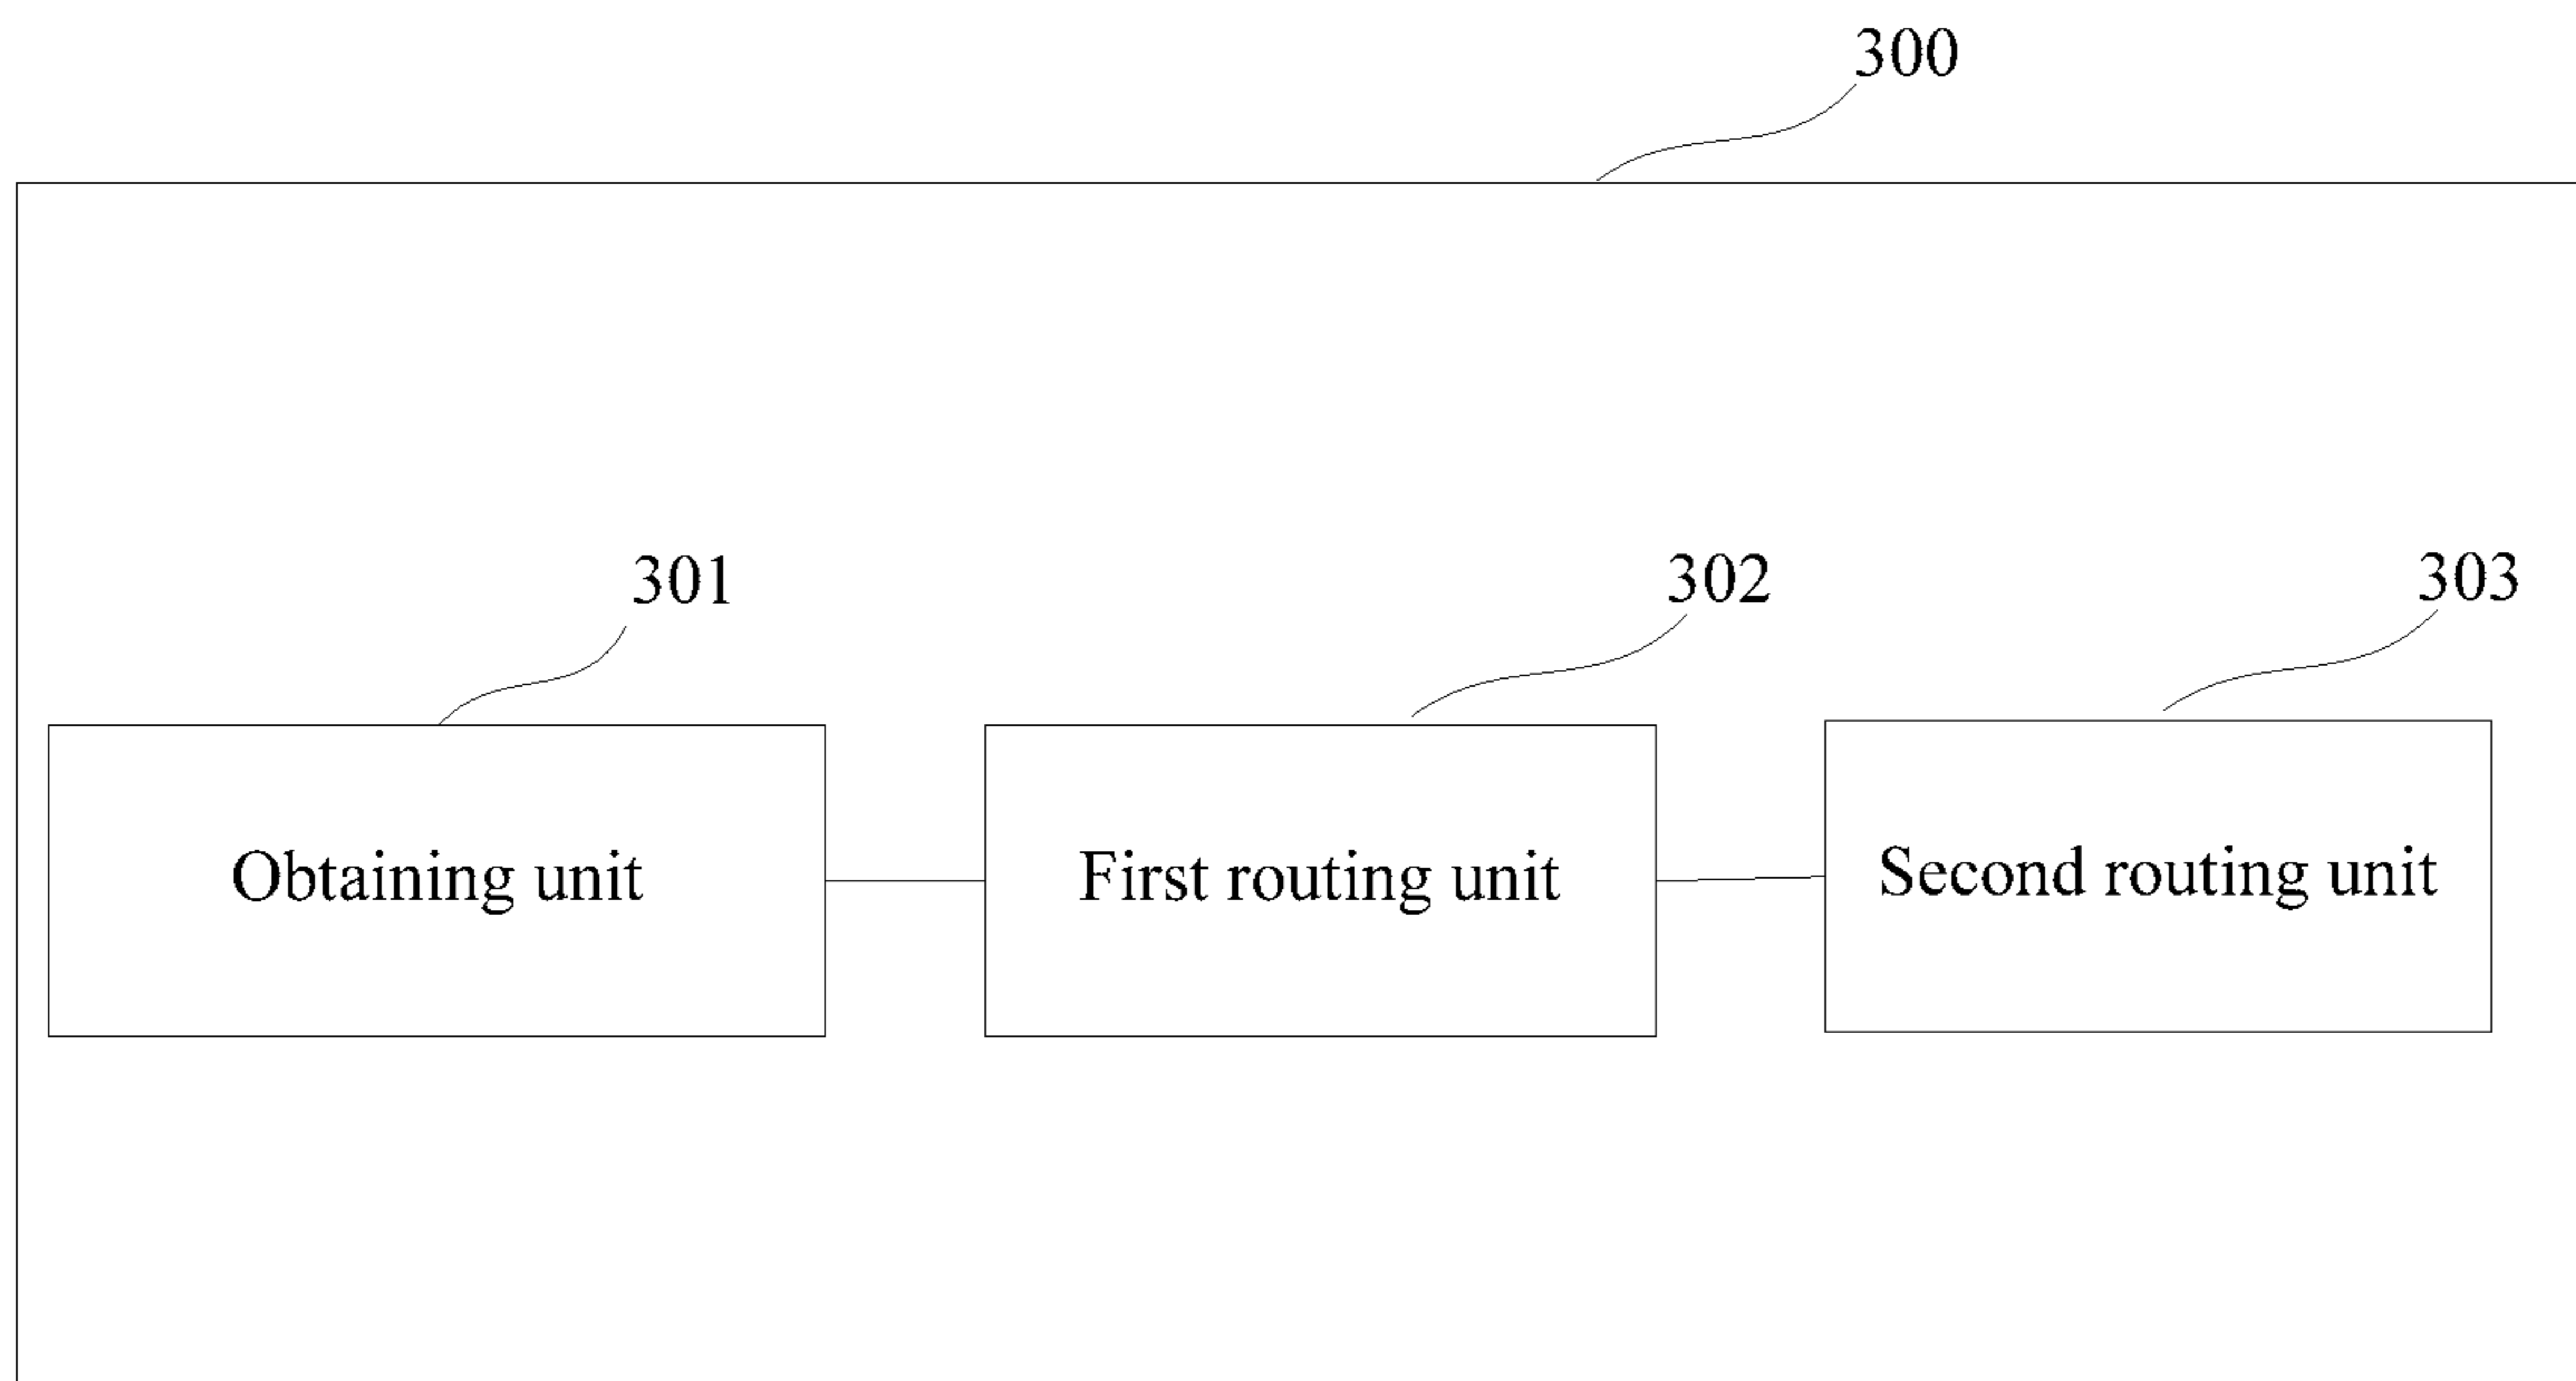 300
301
302
303
Obtaining unit
First routing unit
Second routing unit